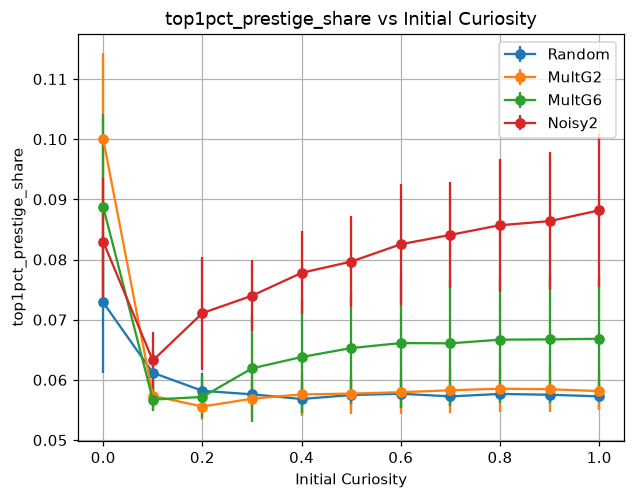 top1pct_prestige_share vs Initial Curiosity
Random
MultG2
MultG6
Noisy2
top1pct_prestige_share
0.11
0.10
0.09
0.08
0.07
0.06
0.05
0.0 0.2 0.4 0.6 0.8 1.0
Initial Curiosity